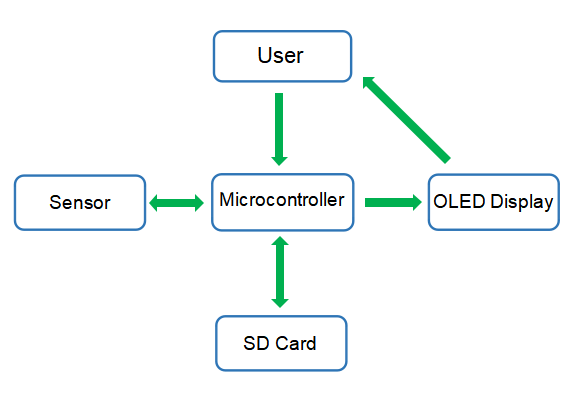 User
Sensor
Microcontroller
OLED Display
SD Card